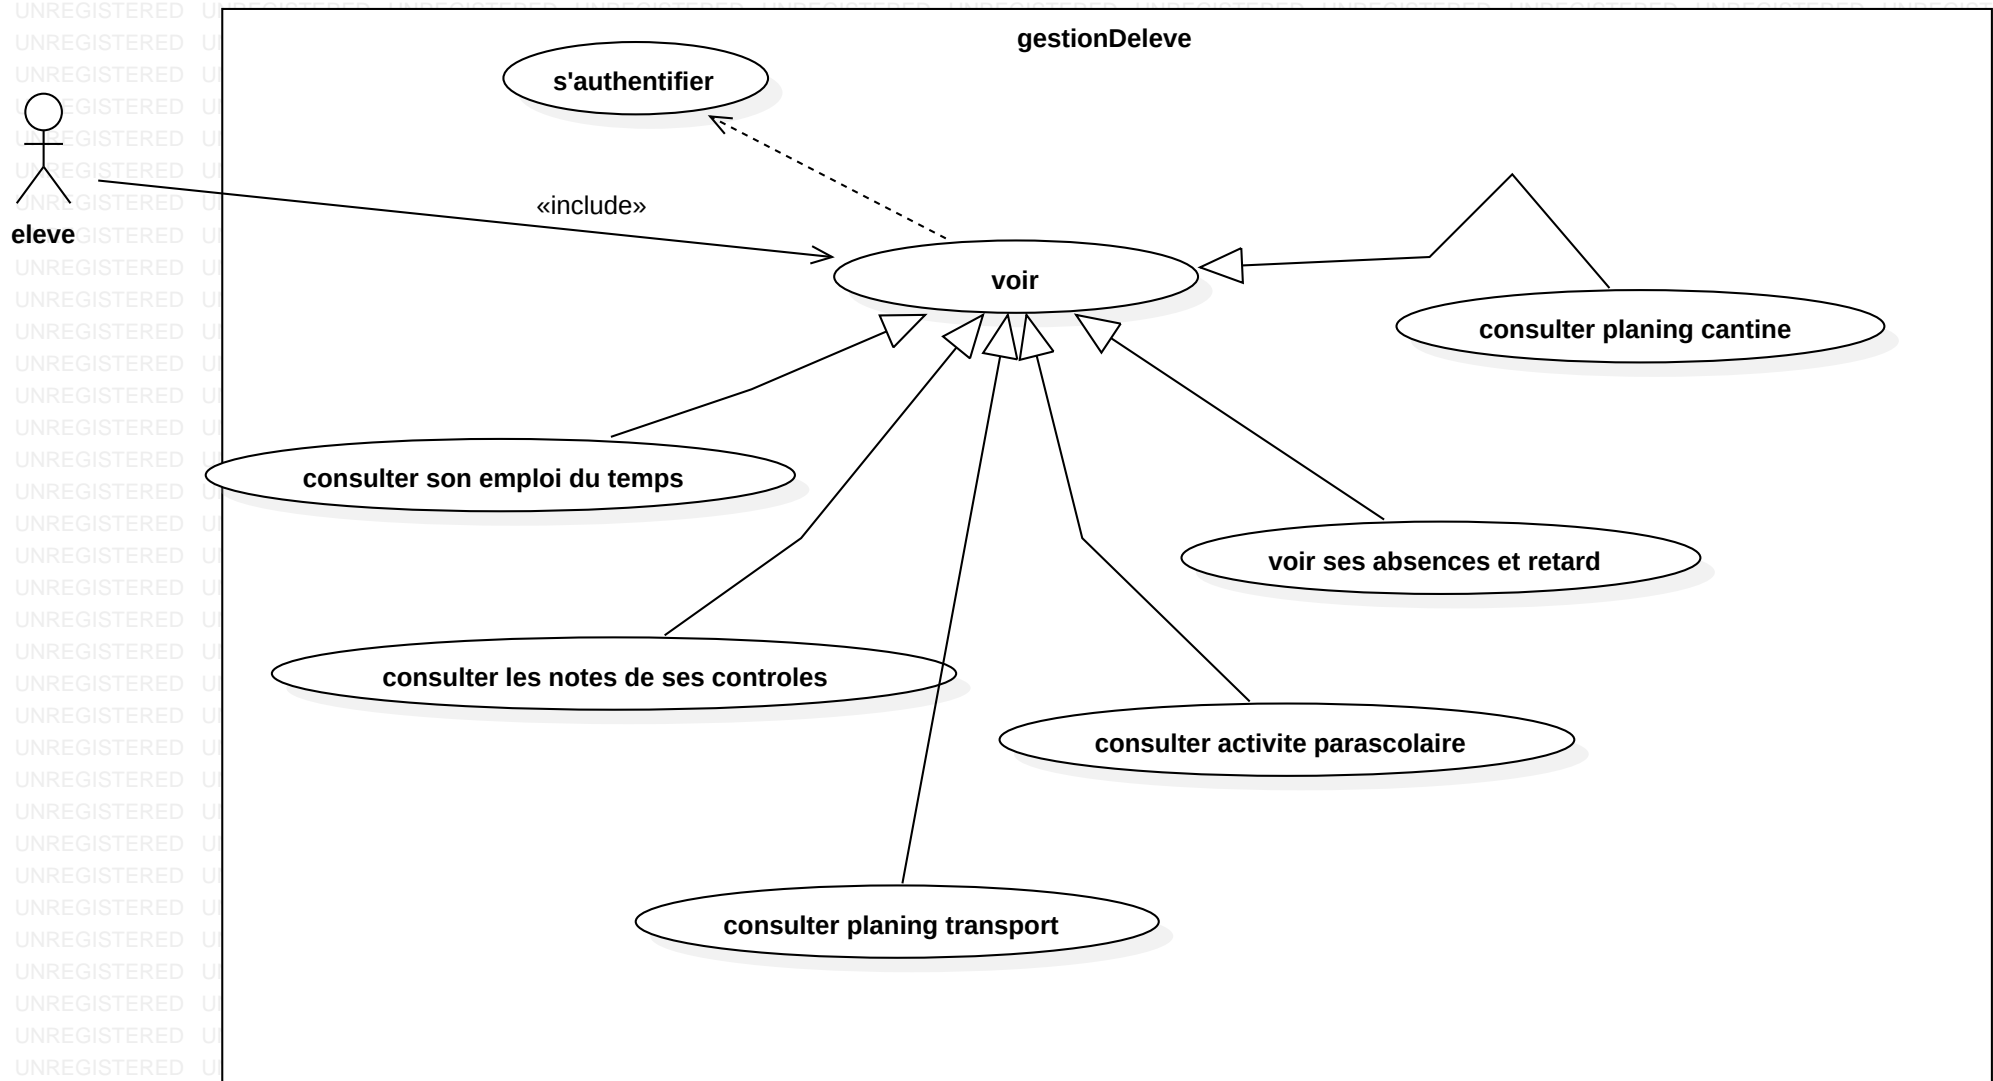 gestionDeleve
s'authentifier
eleve
«include»
voir
consulter planing cantine
consulter son emploi du temps
voir ses absences et retard
consulter les notes de ses controles
consulter activite parascolaire
consulter planing transport
UNREGISTERED